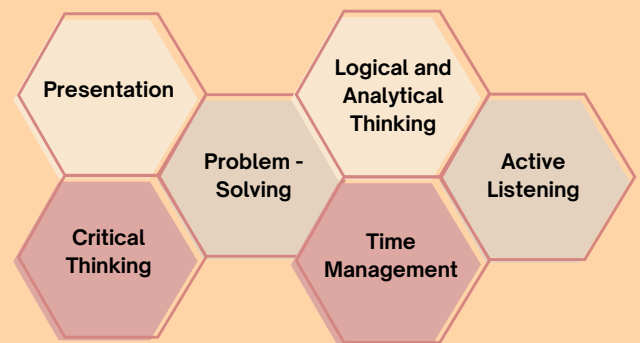 Presentation
Logical and
Analytical
Thinking
Problem -
Solving
Active
Listening
Critical
Thinking
Time
Management